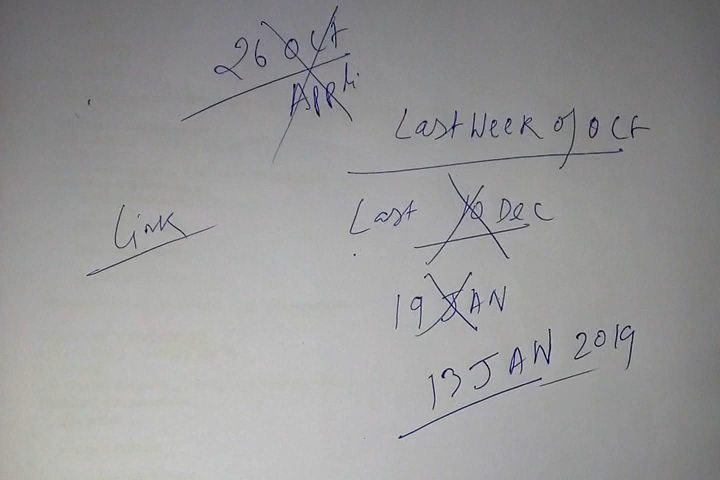 26 Oct
Appli
Last Week of Oct
Link
Last 10 Dec
19 JAN
13 JAN 2019